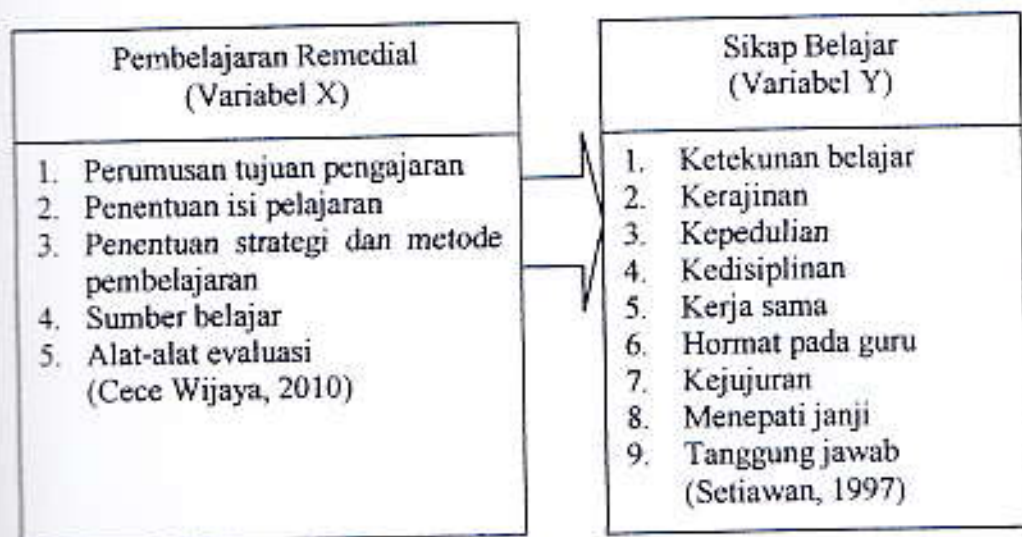 Pembelajaran Remedial
(Variabel X)
1. Perumusan tujuan pengajaran
2. Penentuan isi pelajaran
3. Penentuan strategi dan metode
pembelajaran
4. Sumber belajar
5. Alat-alat evaluasi
(Cece Wijaya, 2010)
Sikap Belajar
(Variabel Y)
1. Ketekunan belajar
2. Kerajinan
3. Kepedulian
4. Kedisiplinan
5. Kerja sama
6. Hormat pada guru
7. Kejujuran
8. Menepati janji
9. Tanggung jawab
(Setiawan, 1997)